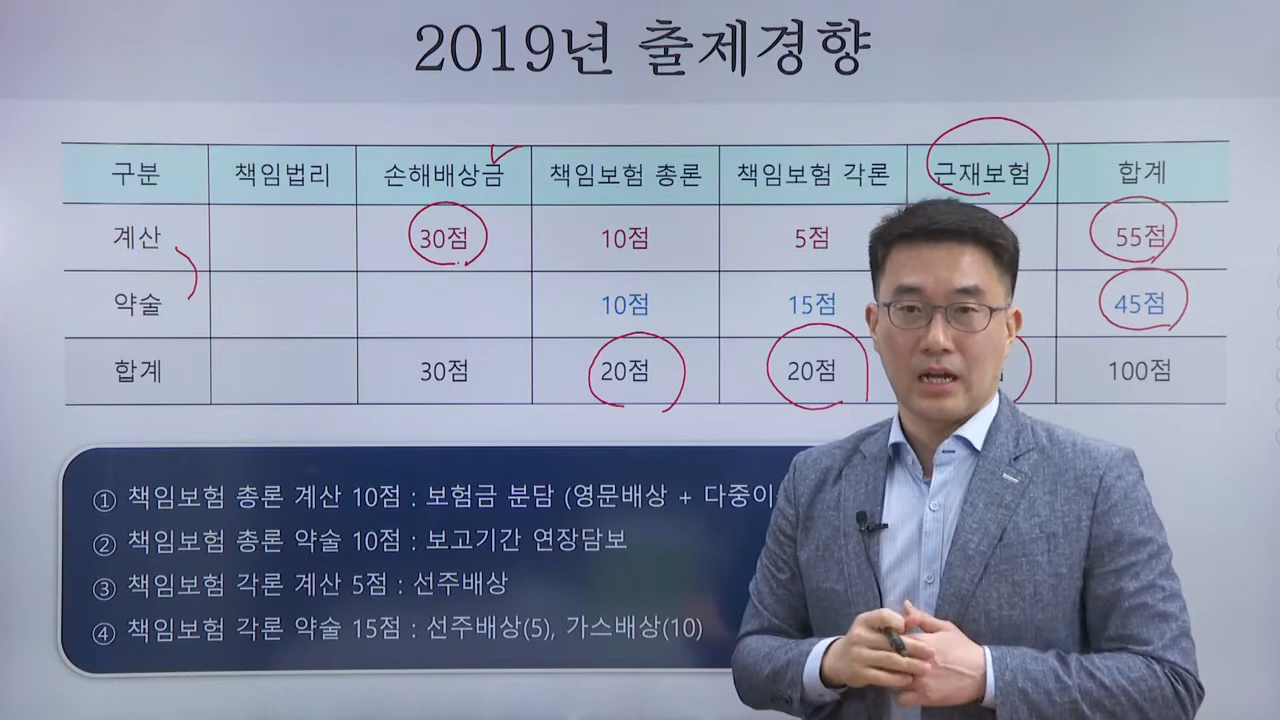 2019년 출제경향
구분 책임법리 손해배상금 책임보험 총론 책임보험 각론 근재보험 합계
계산 30점 10점 5점 55점
약술 10점 15점 45점
합계 30점 20점 20점 100점
① 책임보험 총론 계산 10점 : 보험금 분담 (영문배상 + 다중이
② 책임보험 총론 약술 10점 : 보고기간 연장담보
③ 책임보험 각론 계산 5점 : 선주배상
④ 책임보험 각론 약술 15점 : 선주배상(5), 가스배상(10)